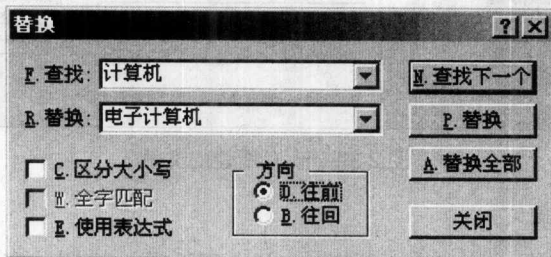 替换
F.查找: 计算机
N.查找下一个
R.替换: 电子计算机
P.替换
C.区分大小写
方向
A.替换全部
W.全字匹配
D.往前
E.使用表达式
B.往回
关闭